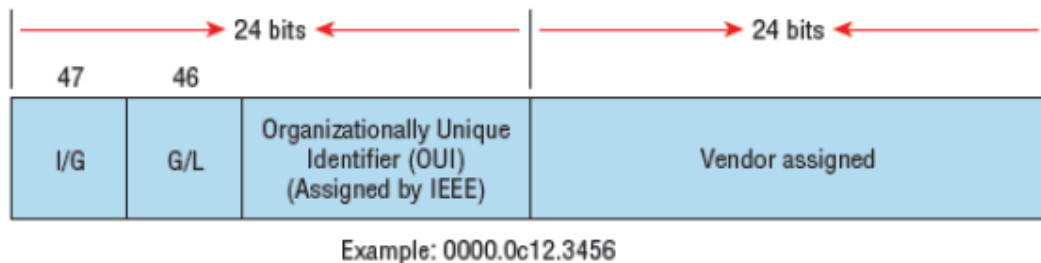 24 bits 24 bits
47 46
I/G G/L Organizationally Unique
Identifier (OUI)
(Assigned by IEEE) Vendor assigned
Example: 0000.0c12.3456